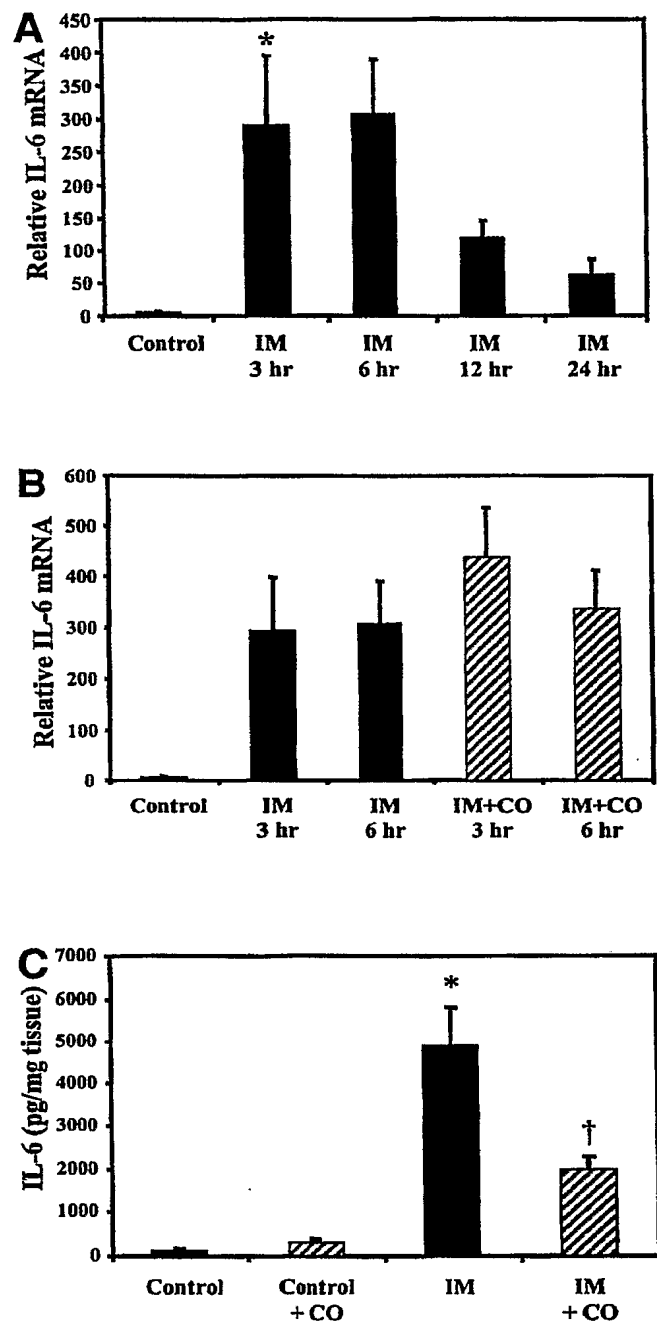 A
Relative IL-6 mRNA
450
400
350
300
250
200
150
100
50
0
*
Control
IM
3 hr
IM
6 hr
IM
12 hr
IM
24 hr
B
Relative IL-6 mRNA
600
500
400
300
200
100
0
Control
IM
3 hr
IM
6 hr
IM+CO
3 hr
IM+CO
6 hr
C
IL-6 (pg/mg tissue)
7000
6000
5000
4000
3000
2000
1000
0
*
†
Control
Control
+ CO
IM
IM
+ CO